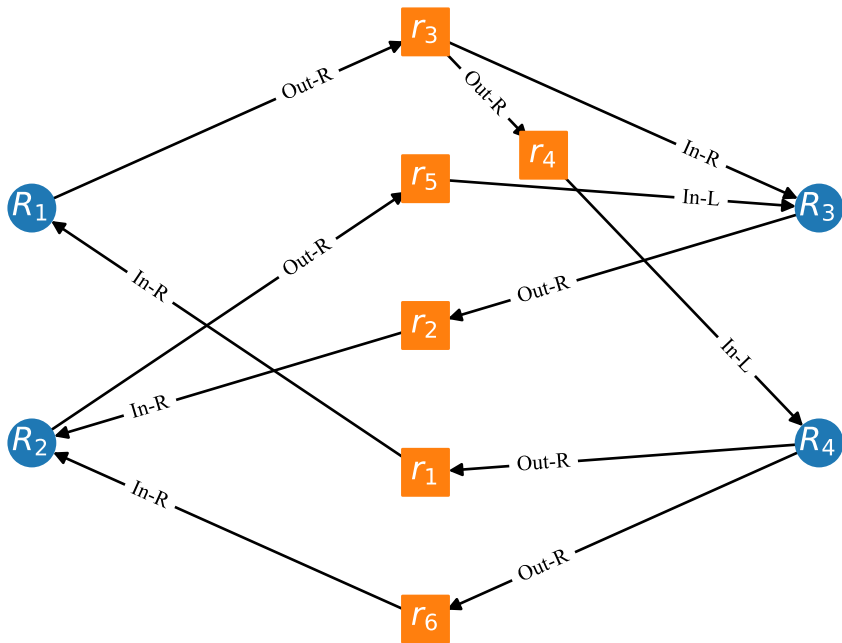 r₃
Out-R
Out-R
In-R
r₄
r₅
In-L
R₁
R₃
Out-R
In-R
Out-R
r₂
In-L
In-R
R₂
R₄
Out-R
r₁
In-R
Out-R
r₆